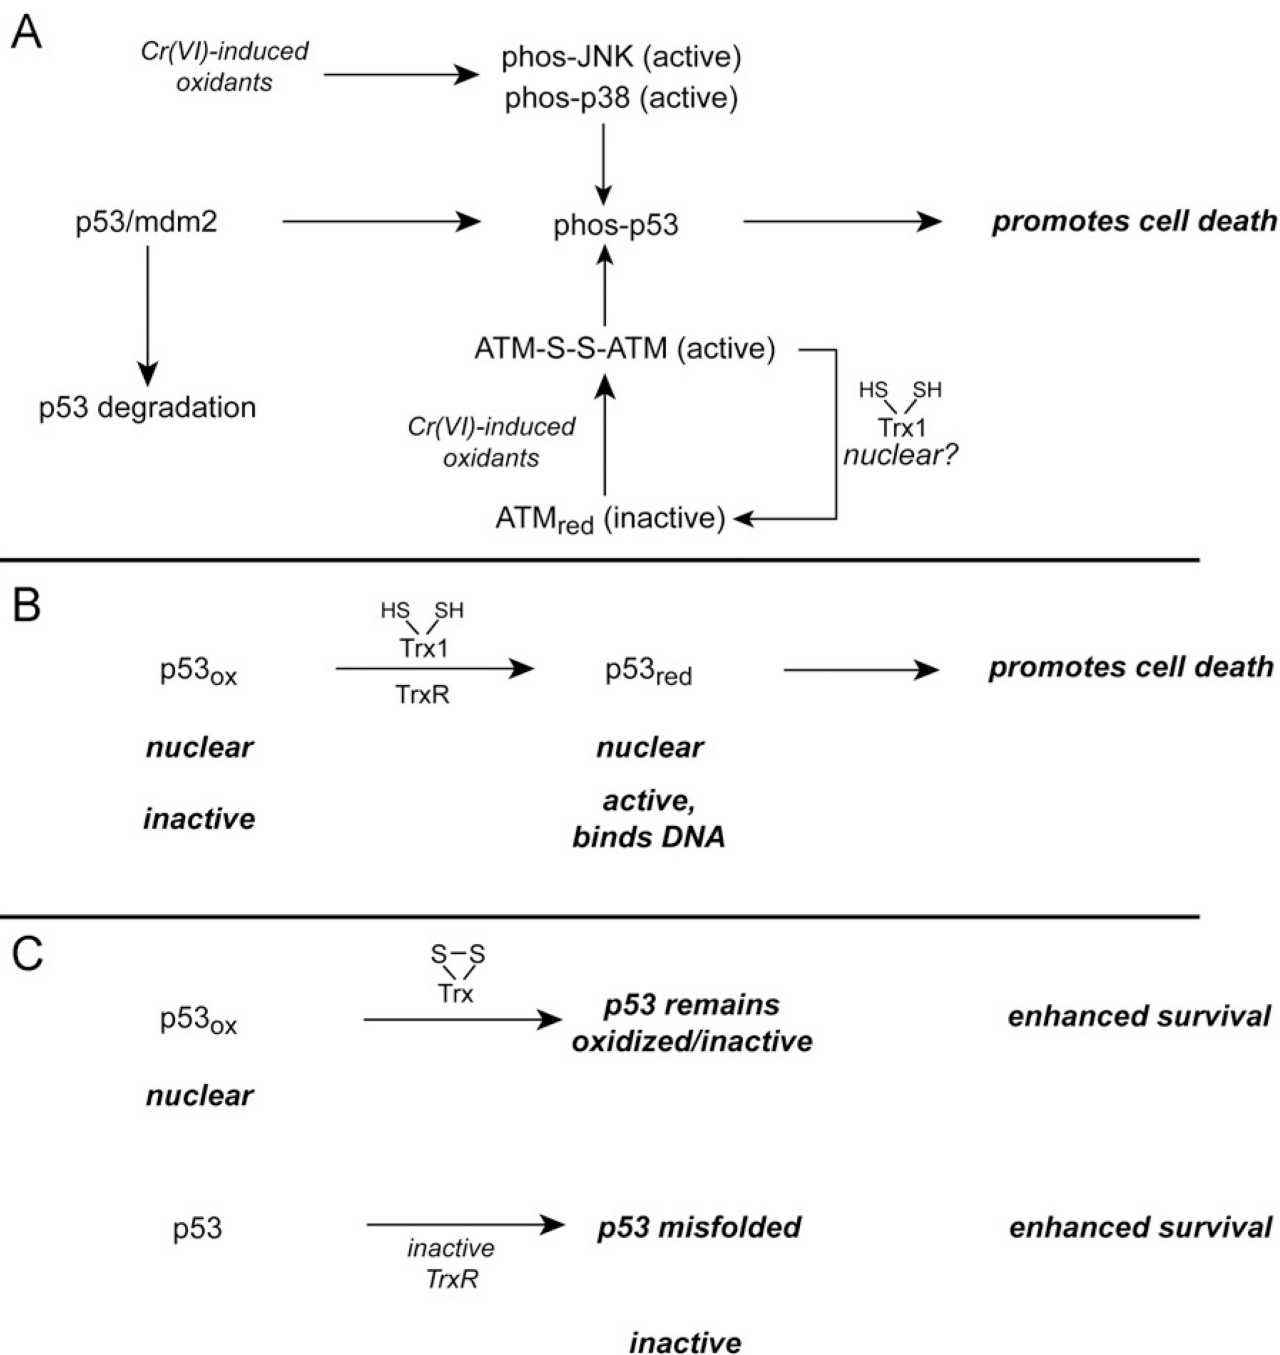 A
Cr(VI)-induced
oxidants
phos-JNK (active)
phos-p38 (active)
p53/mdm2
phos-p53
promotes cell death
ATM-S-S-ATM (active)
p53 degradation
Cr(VI)-induced
oxidants
HS SH
Trx1
nuclear?
ATMred (inactive)
B
HS SH
Trx1
p53ox
TrxR
p53red
promotes cell death
nuclear
nuclear
inactive
active,
binds DNA
C
S–S
Trx
p53ox
p53 remains
oxidized/inactive
enhanced survival
nuclear
p53
inactive
TrxR
p53 misfolded
enhanced survival
inactive